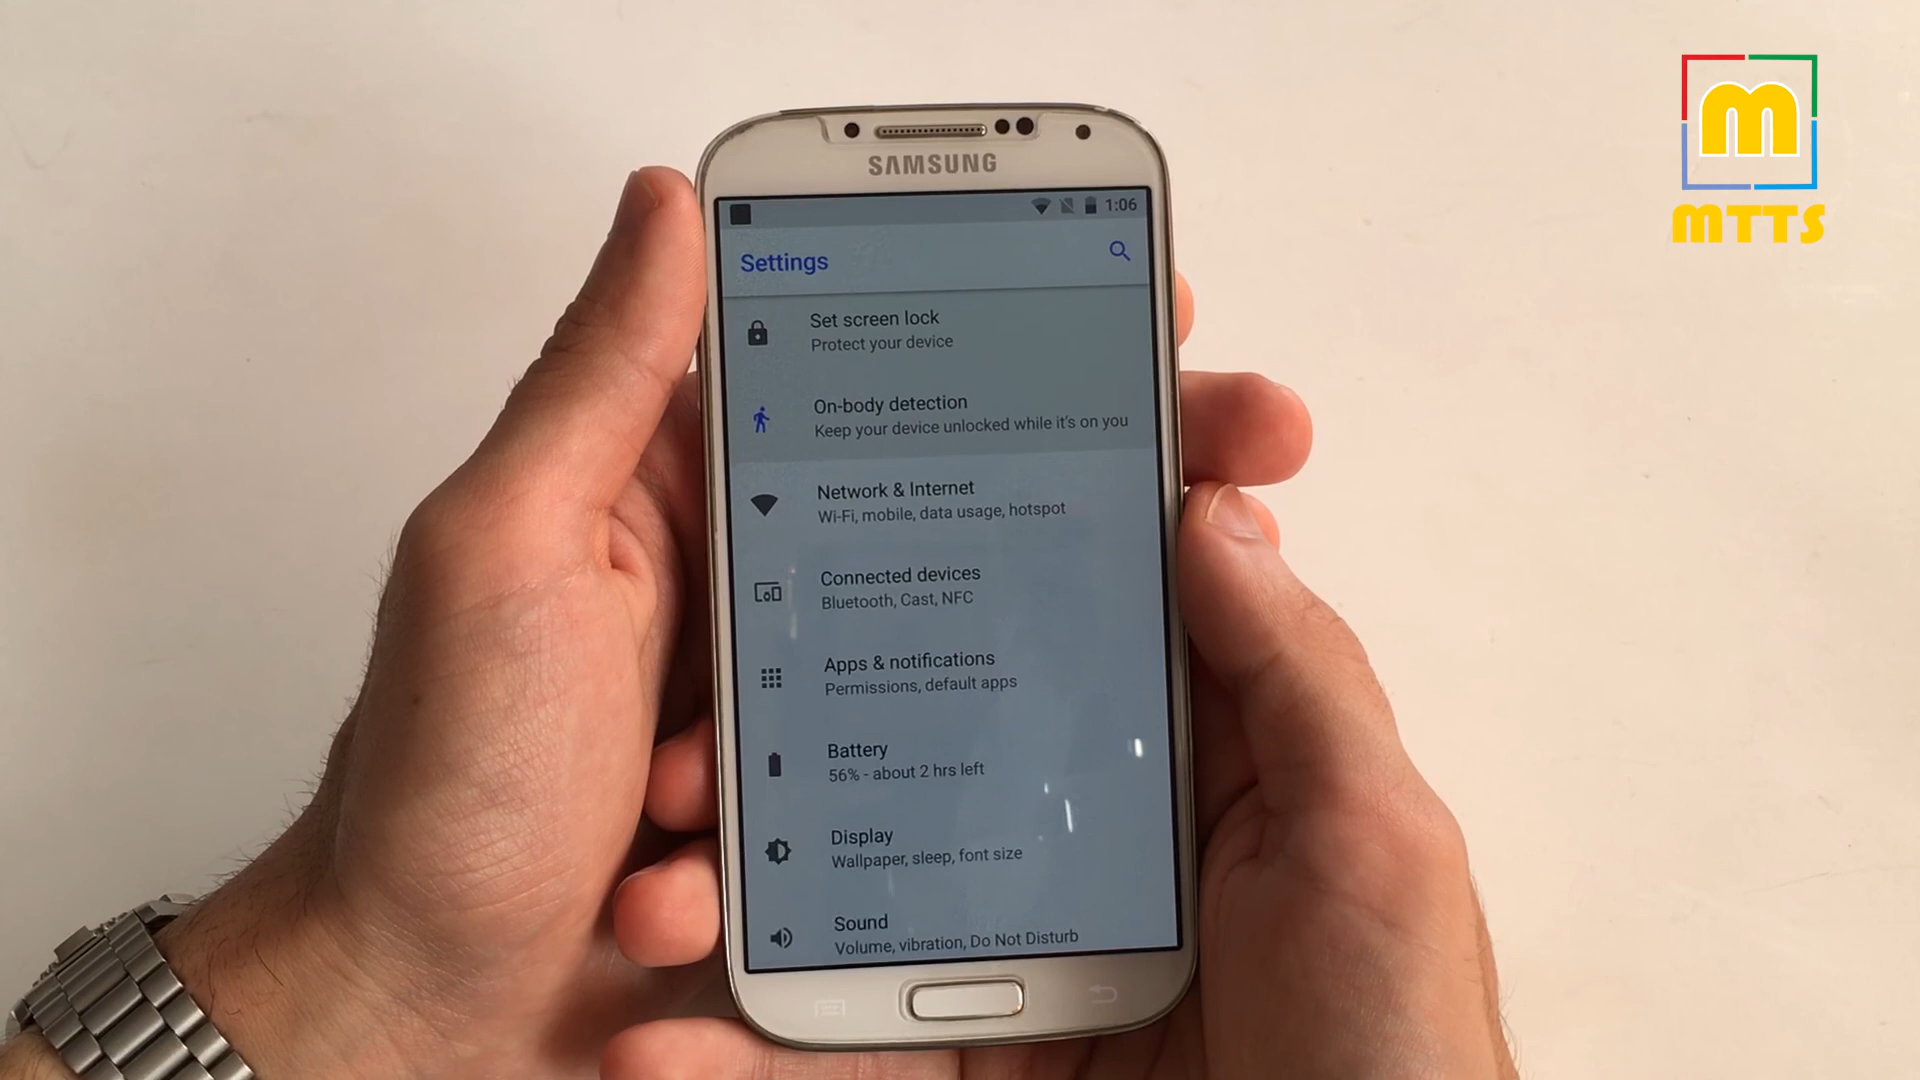 m
MTTS
SAMSUNG
1:06
Settings
Set screen lock
Protect your device
On-body detection
Keep your device unlocked while it's on you
Network & Internet
Wi-Fi, mobile, data usage, hotspot
Connected devices
Bluetooth, Cast, NFC
Apps & notifications
Permissions, default apps
Battery
56% - about 2 hrs left
Display
Wallpaper, sleep, font size
Sound
Volume, vibration, Do Not Disturb